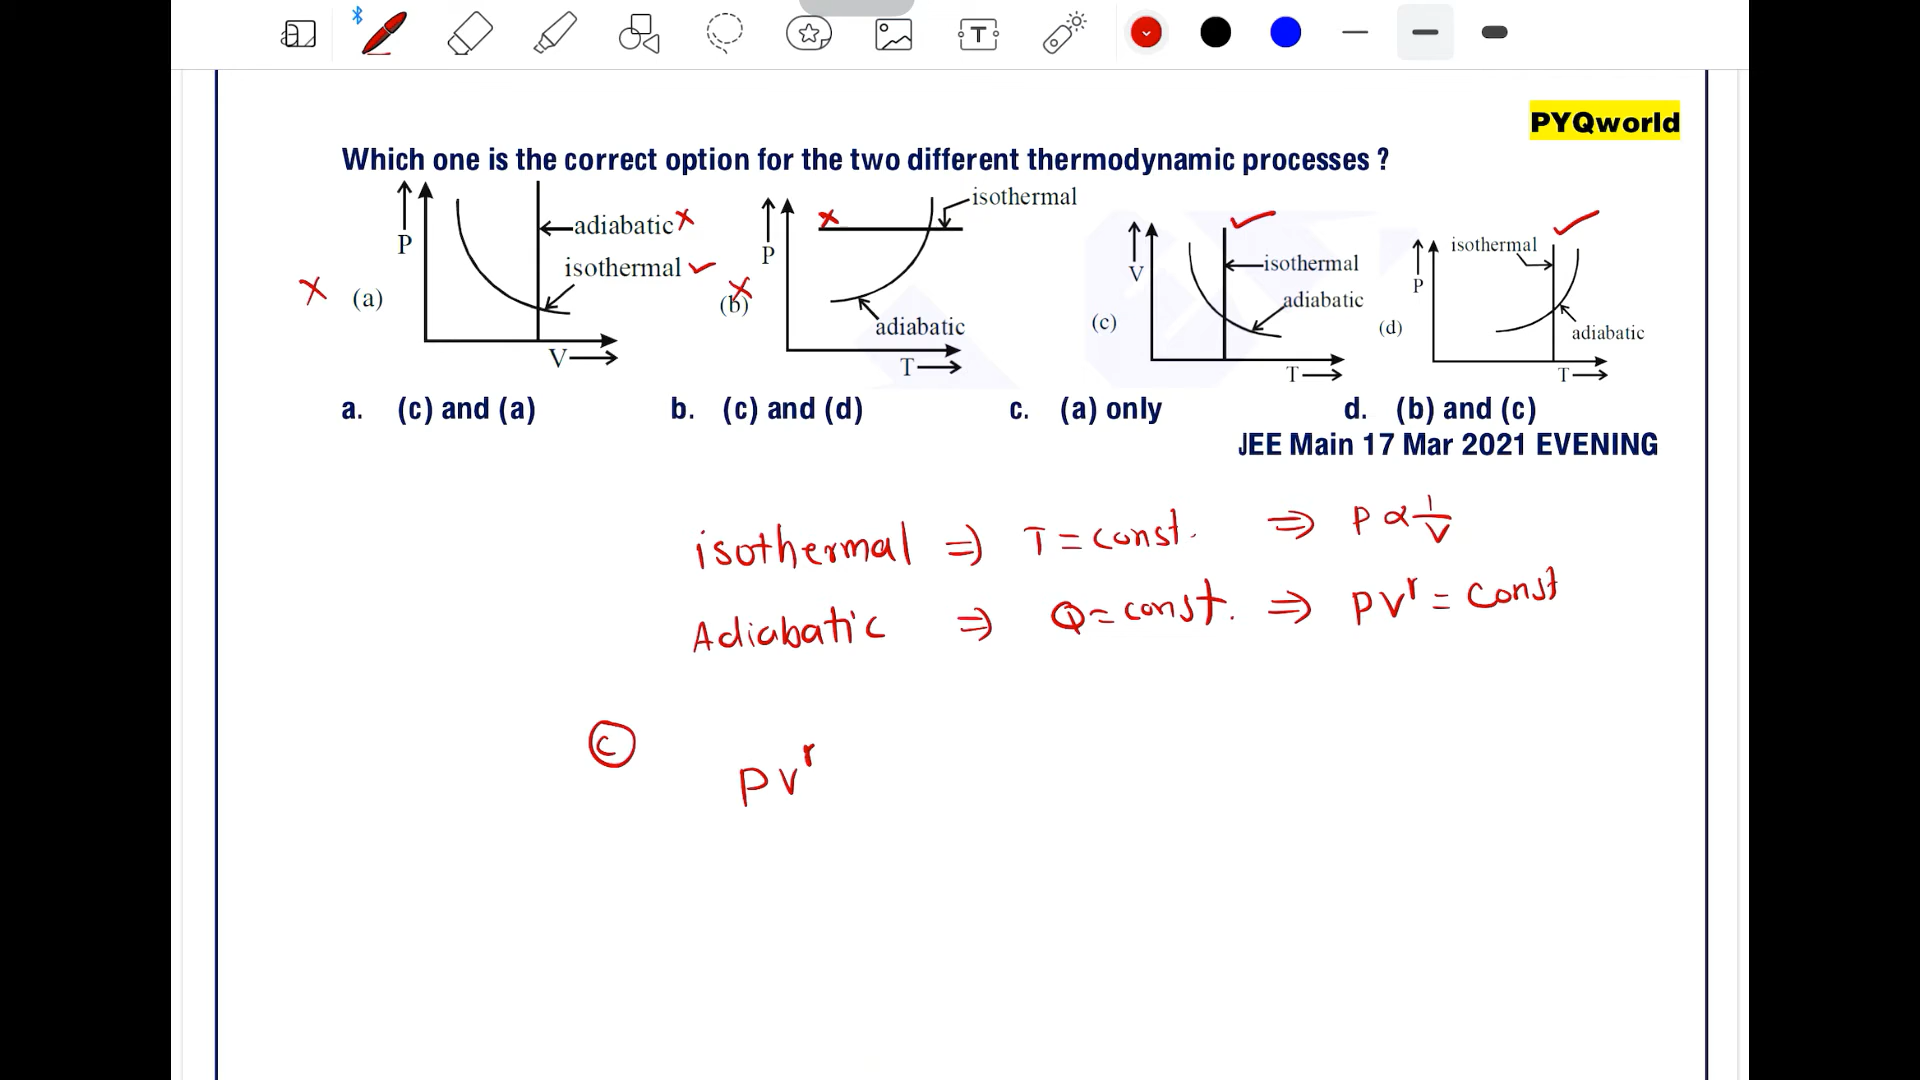 T
PYQworld
Which one is the correct option for the two different thermodynamic processes ?
P
adiabatic
isothermal
(a)
V
isothermal
P
(b)
adiabatic
T
V
isothermal
adiabatic
(c)
T
isothermal
P
adiabatic
(d)
T
a. (c) and (a) b. (c) and (d) c. (a) only d. (b) and (c)
JEE Main 17 Mar 2021 EVENING
isothermal ⇒ T = const. ⇒ P ∝ 1/V
Adiabatic ⇒ Q = const. ⇒ PV^r = const
(c)
PV^r